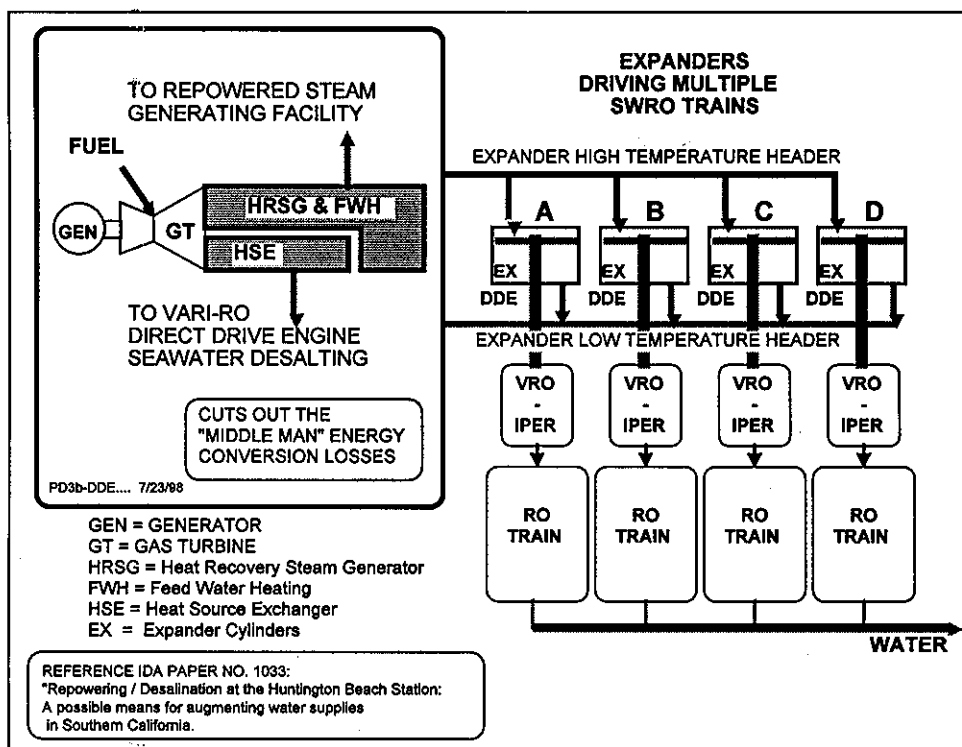 EXPANDERS
DRIVING MULTIPLE
SWRO TRAINS
TO REPOWERED STEAM
GENERATING FACILITY
FUEL
GEN
GT
HRSG & FWH
HSE
TO VARI-RO
DIRECT DRIVE ENGINE
SEAWATER DESALTING
CUTS OUT THE
"MIDDLE MAN" ENERGY
CONVERSION LOSSES
PD3b-DDE.... 7/23/98
EXPANDER HIGH TEMPERATURE HEADER
A B C D
EX EX EX EX
DDE DDE DDE DDE
EXPANDER LOW TEMPERATURE HEADER
VRO VRO VRO VRO
- - - -
IPER IPER IPER IPER
RO RO RO RO
TRAIN TRAIN TRAIN TRAIN
WATER
GEN = GENERATOR
GT = GAS TURBINE
HRSG = Heat Recovery Steam Generator
FWH = Feed Water Heating
HSE = Heat Source Exchanger
EX = Expander Cylinders
REFERENCE IDA PAPER NO. 1033:
"Repowering / Desalination at the Huntington Beach Station:
A possible means for augmenting water supplies
in Southern California.